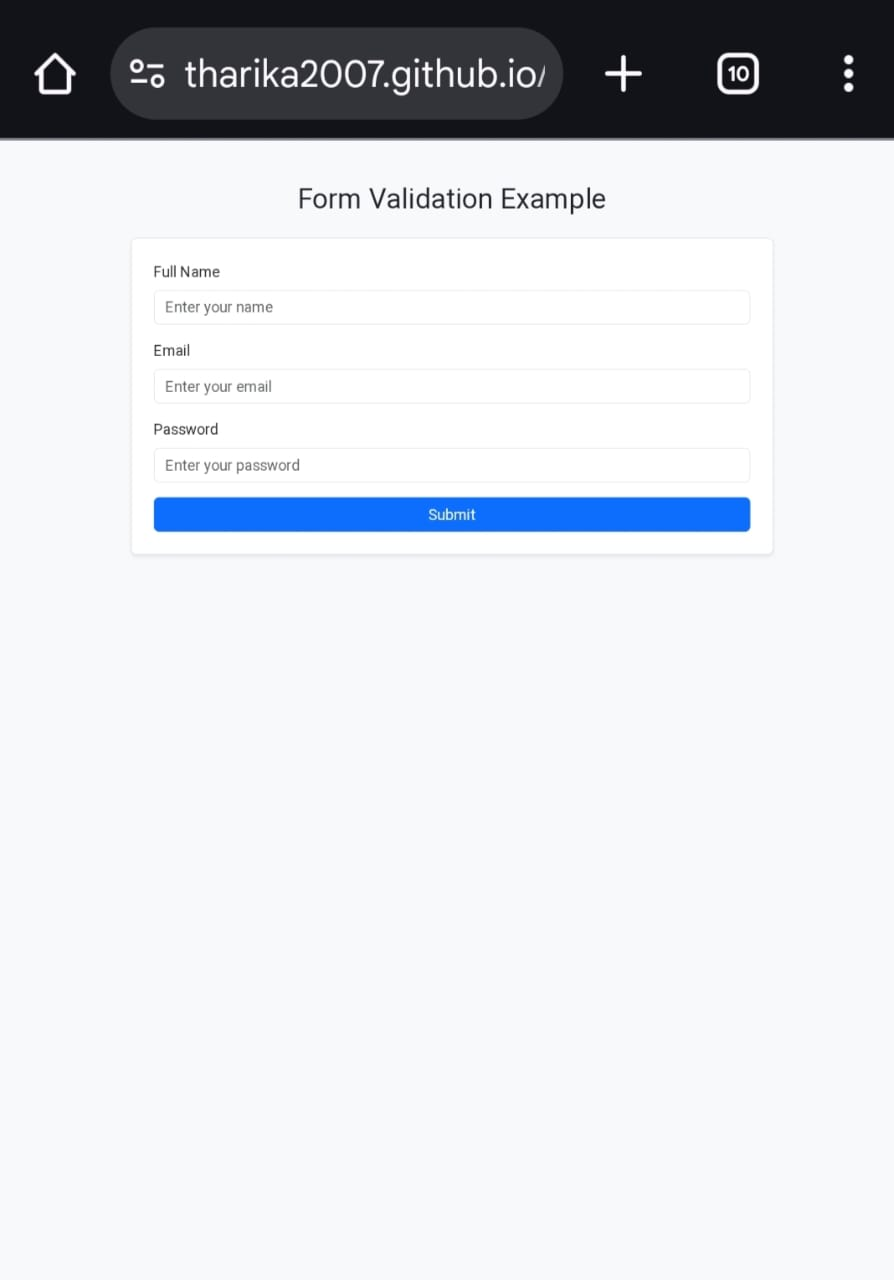 tharika2007.github.io/
10
Form Validation Example
Full Name
Enter your name
Email
Enter your email
Password
Enter your password
Submit